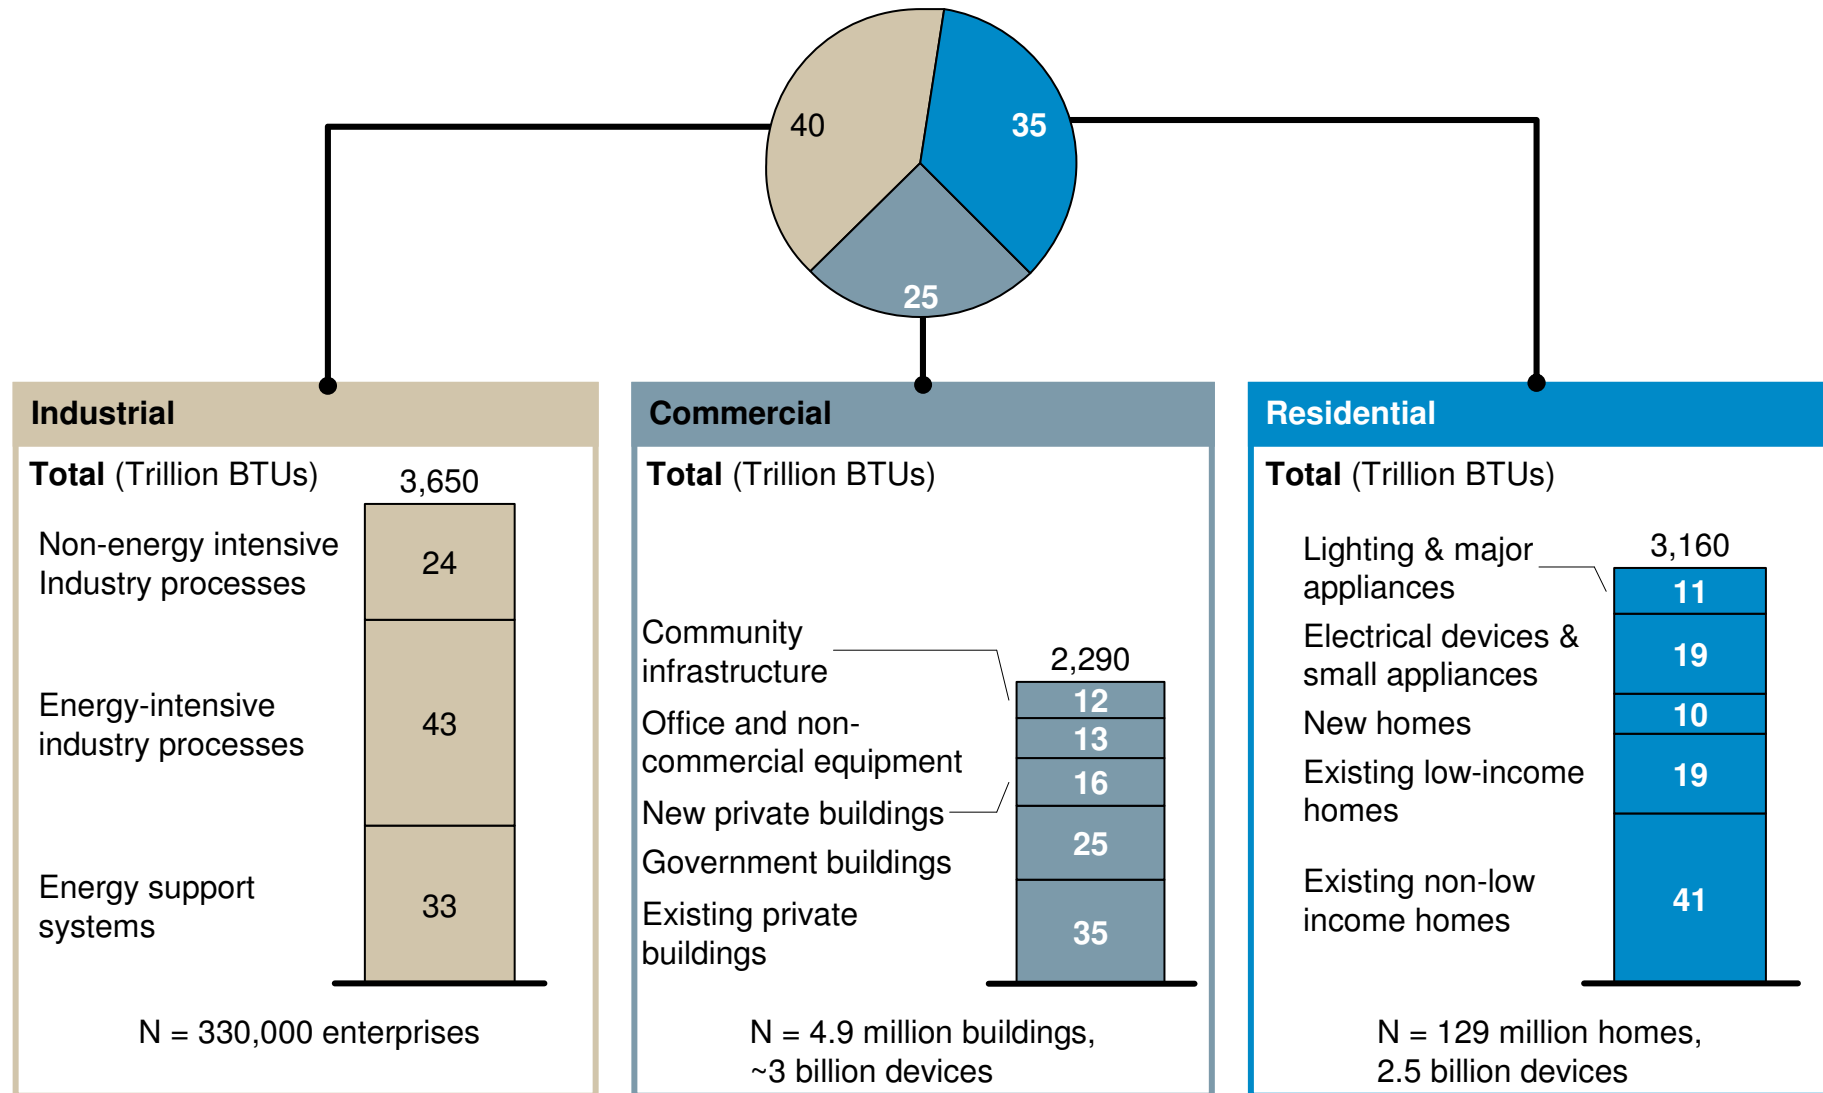 40
35
25
Industrial
Total (Trillion BTUs)
3,650
Non-energy intensive
Industry processes
24
Energy-intensive
industry processes
43
Energy support
systems
33
N = 330,000 enterprises
Commercial
Total (Trillion BTUs)
2,290
Community
infrastructure
12
Office and non-
commercial equipment
13
New private buildings
16
Government buildings
25
Existing private
buildings
35
N = 4.9 million buildings,
~3 billion devices
Residential
Total (Trillion BTUs)
3,160
Lighting & major
appliances
11
Electrical devices &
small appliances
19
New homes
10
Existing low-income
homes
19
Existing non-low
income homes
41
N = 129 million homes,
2.5 billion devices